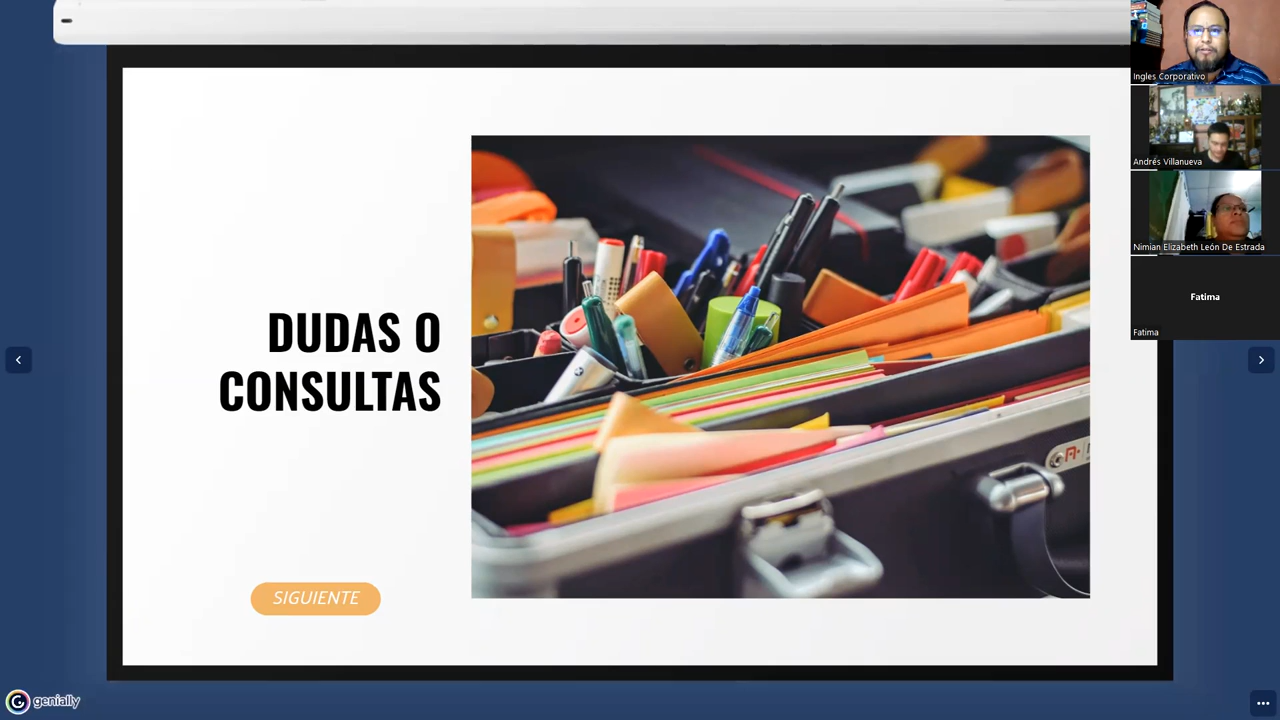 DUDAS O
CONSULTAS
SIGUIENTE
genially
Ingles Corporativo
Andrés Villanueva
Nimian Elizabeth León De Estrada
Fatima
Fatima